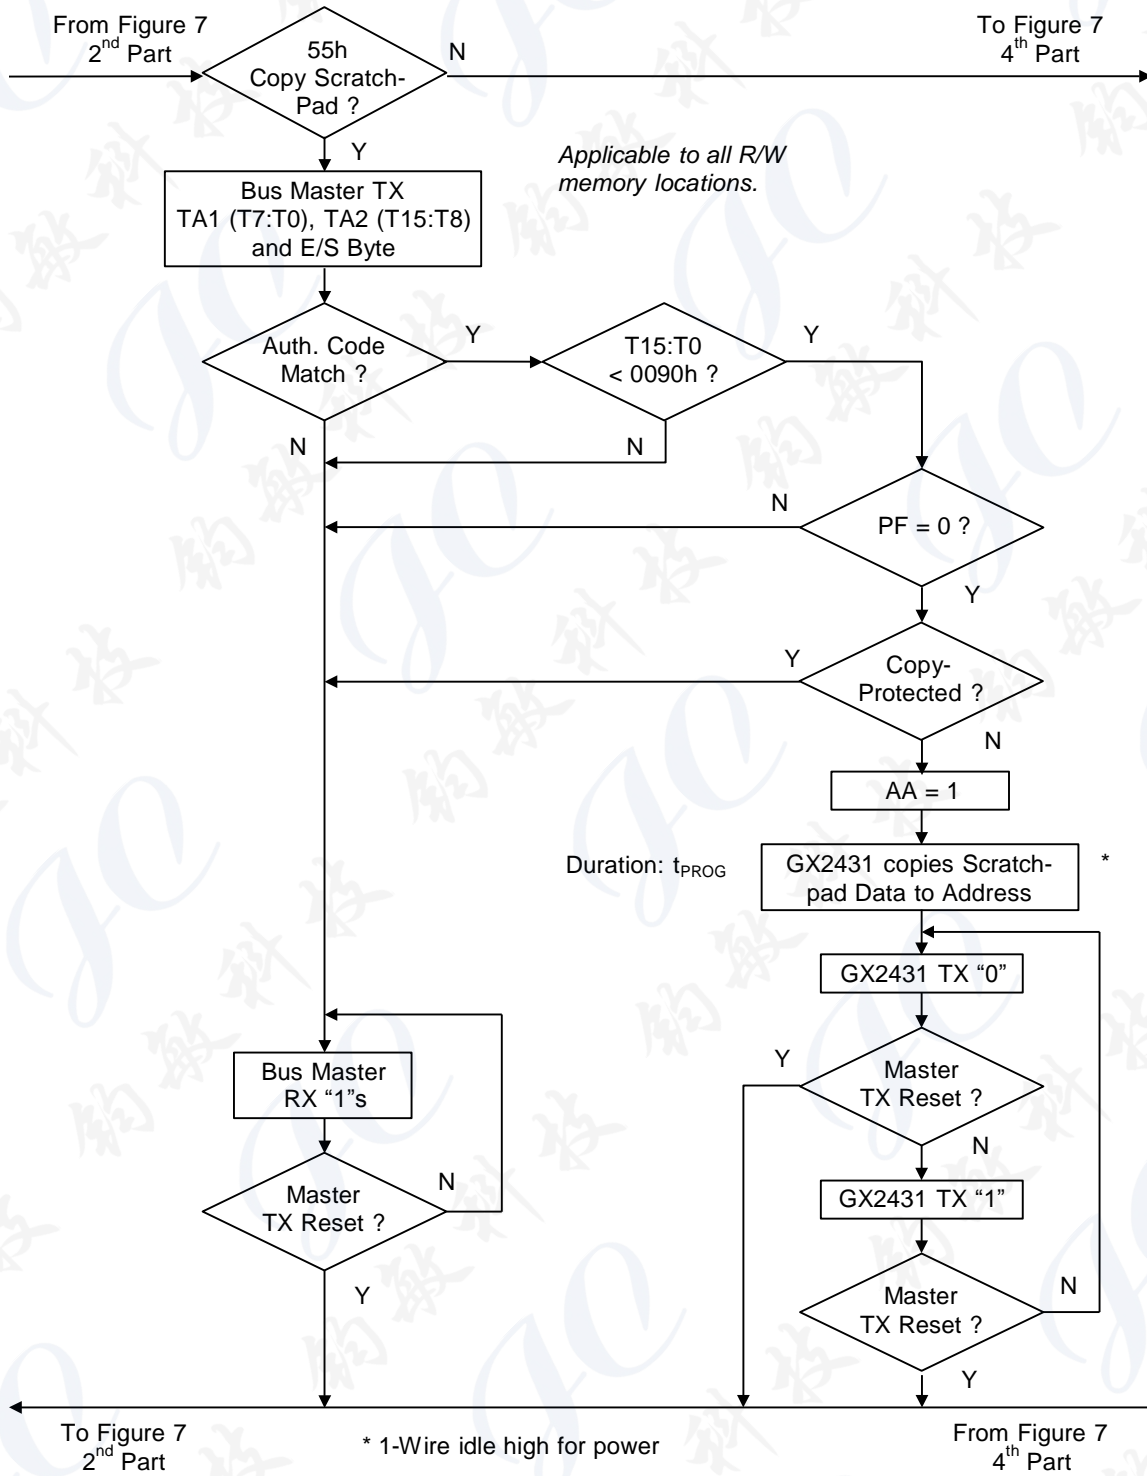 From Figure 7
2nd Part
55h
Copy Scratch-
Pad ?
N
To Figure 7
4th Part
Y
Applicable to all R/W
memory locations.
Bus Master TX
TA1 (T7:T0), TA2 (T15:T8)
and E/S Byte
Auth. Code
Match ?
Y
T15:T0
< 0090h ?
Y
N
N
N
PF = 0 ?
Y
Y
Copy-
Protected ?
N
AA = 1
Duration: tPROG
GX2431 copies Scratch-
pad Data to Address
*
GX2431 TX “0”
Y
Master
TX Reset ?
N
Bus Master
RX “1”s
GX2431 TX “1”
Master
TX Reset ?
N
Y
Master
TX Reset ?
N
Y
To Figure 7
2nd Part
* 1-Wire idle high for power
From Figure 7
4th Part